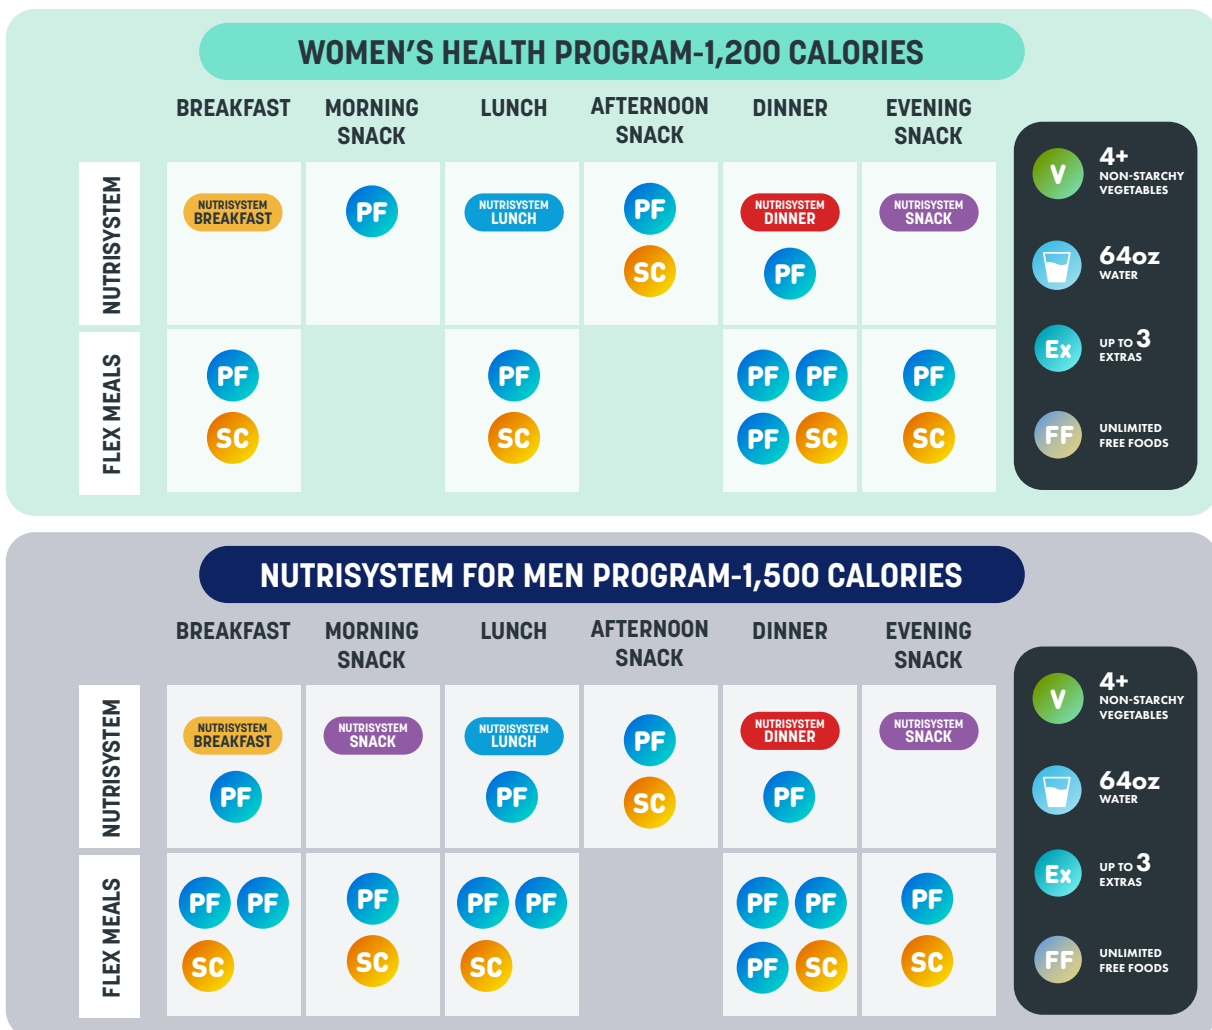 WOMEN'S HEALTH PROGRAM-1,200 CALORIES
BREAKFAST
MORNING
SNACK
LUNCH
AFTERNOON
SNACK
DINNER
EVENING
SNACK
NUTRISYSTEM
NUTRISYSTEM
BREAKFAST
PF
NUTRISYSTEM
LUNCH
PF
SC
NUTRISYSTEM
DINNER
PF
NUTRISYSTEM
SNACK
FLEX MEALS
PF
SC
PF
SC
PF PF
PF SC
PF
SC
V
4+
NON-STARCHY
VEGETABLES
64oz
WATER
Ex
UP TO 3
EXTRAS
FF
UNLIMITED
FREE FOODS
NUTRISYSTEM FOR MEN PROGRAM-1,500 CALORIES
BREAKFAST
MORNING
SNACK
LUNCH
AFTERNOON
SNACK
DINNER
EVENING
SNACK
NUTRISYSTEM
NUTRISYSTEM
BREAKFAST
PF
NUTRISYSTEM
SNACK
NUTRISYSTEM
LUNCH
PF
PF
SC
NUTRISYSTEM
DINNER
PF
NUTRISYSTEM
SNACK
FLEX MEALS
PF PF
SC
PF
SC
PF PF
SC
PF PF
PF SC
PF
SC
V
4+
NON-STARCHY
VEGETABLES
64oz
WATER
Ex
UP TO 3
EXTRAS
FF
UNLIMITED
FREE FOODS